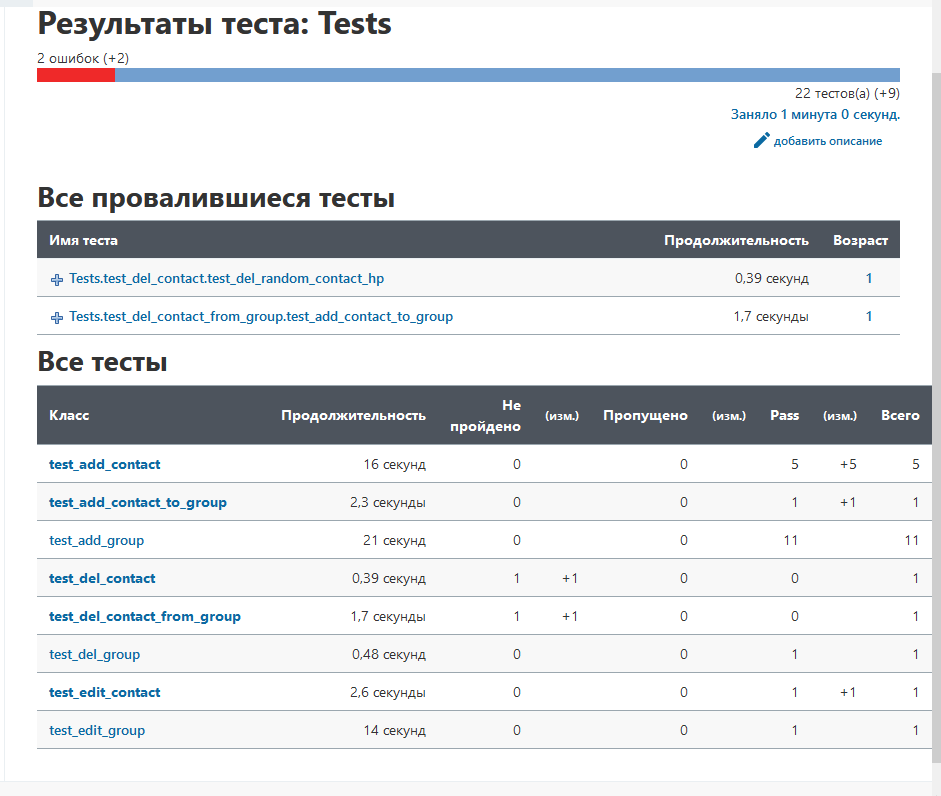 Результаты теста: Tests
2 ошибок (+2)
22 тестов(а) (+9)
Заняло 1 минута 0 секунд.
добавить описание
Все провалившиеся тесты
Имя теста Продолжительность Возраст
Tests.test_del_contact.test_del_random_contact_hp 0,39 секунд 1
Tests.test_del_contact_from_group.test_add_contact_to_group 1,7 секунды 1
Все тесты
Класс Продолжительность Не пройдено (изм.) Пропущено (изм.) Pass (изм.) Всего
test_add_contact 16 секунд 0 0 5 +5 5
test_add_contact_to_group 2,3 секунды 0 0 1 +1 1
test_add_group 21 секунд 0 0 11 11
test_del_contact 0,39 секунд 1 +1 0 0 1
test_del_contact_from_group 1,7 секунды 1 +1 0 0 1
test_del_group 0,48 секунд 0 0 1 1
test_edit_contact 2,6 секунды 0 0 1 +1 1
test_edit_group 14 секунд 0 0 1 1